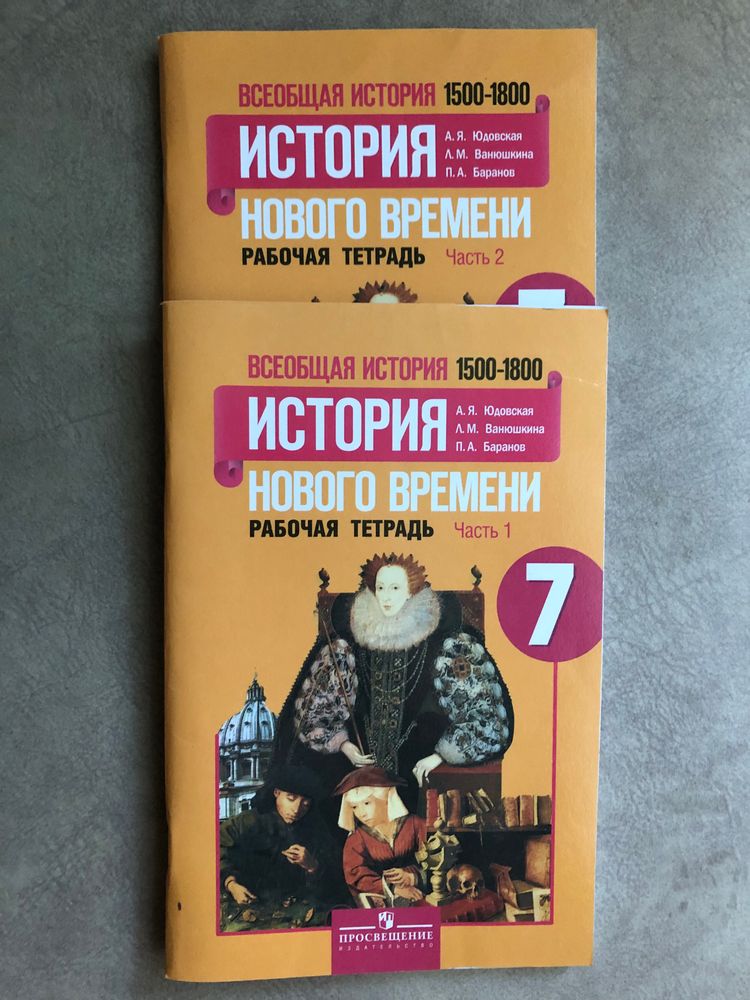 ВСЕОБЩАЯ ИСТОРИЯ 1500-1800
ИСТОРИЯ
А. Я. Юдовская
Л. М. Ванюшкина
П. А. Баранов
НОВОГО ВРЕМЕНИ
РАБОЧАЯ ТЕТРАДЬ Часть 2
ВСЕОБЩАЯ ИСТОРИЯ 1500-1800
ИСТОРИЯ
А. Я. Юдовская
Л. М. Ванюшкина
П. А. Баранов
НОВОГО ВРЕМЕНИ
РАБОЧАЯ ТЕТРАДЬ Часть 1
7
ПРОСВЕЩЕНИЕ
ИЗДАТЕЛЬСТВО